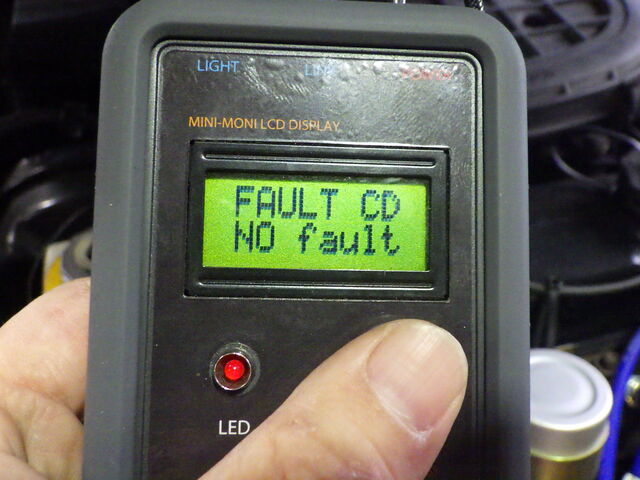 LIGHT
MINI-MONI LCD DISPLAY
FAULT CD
NO fault
LED